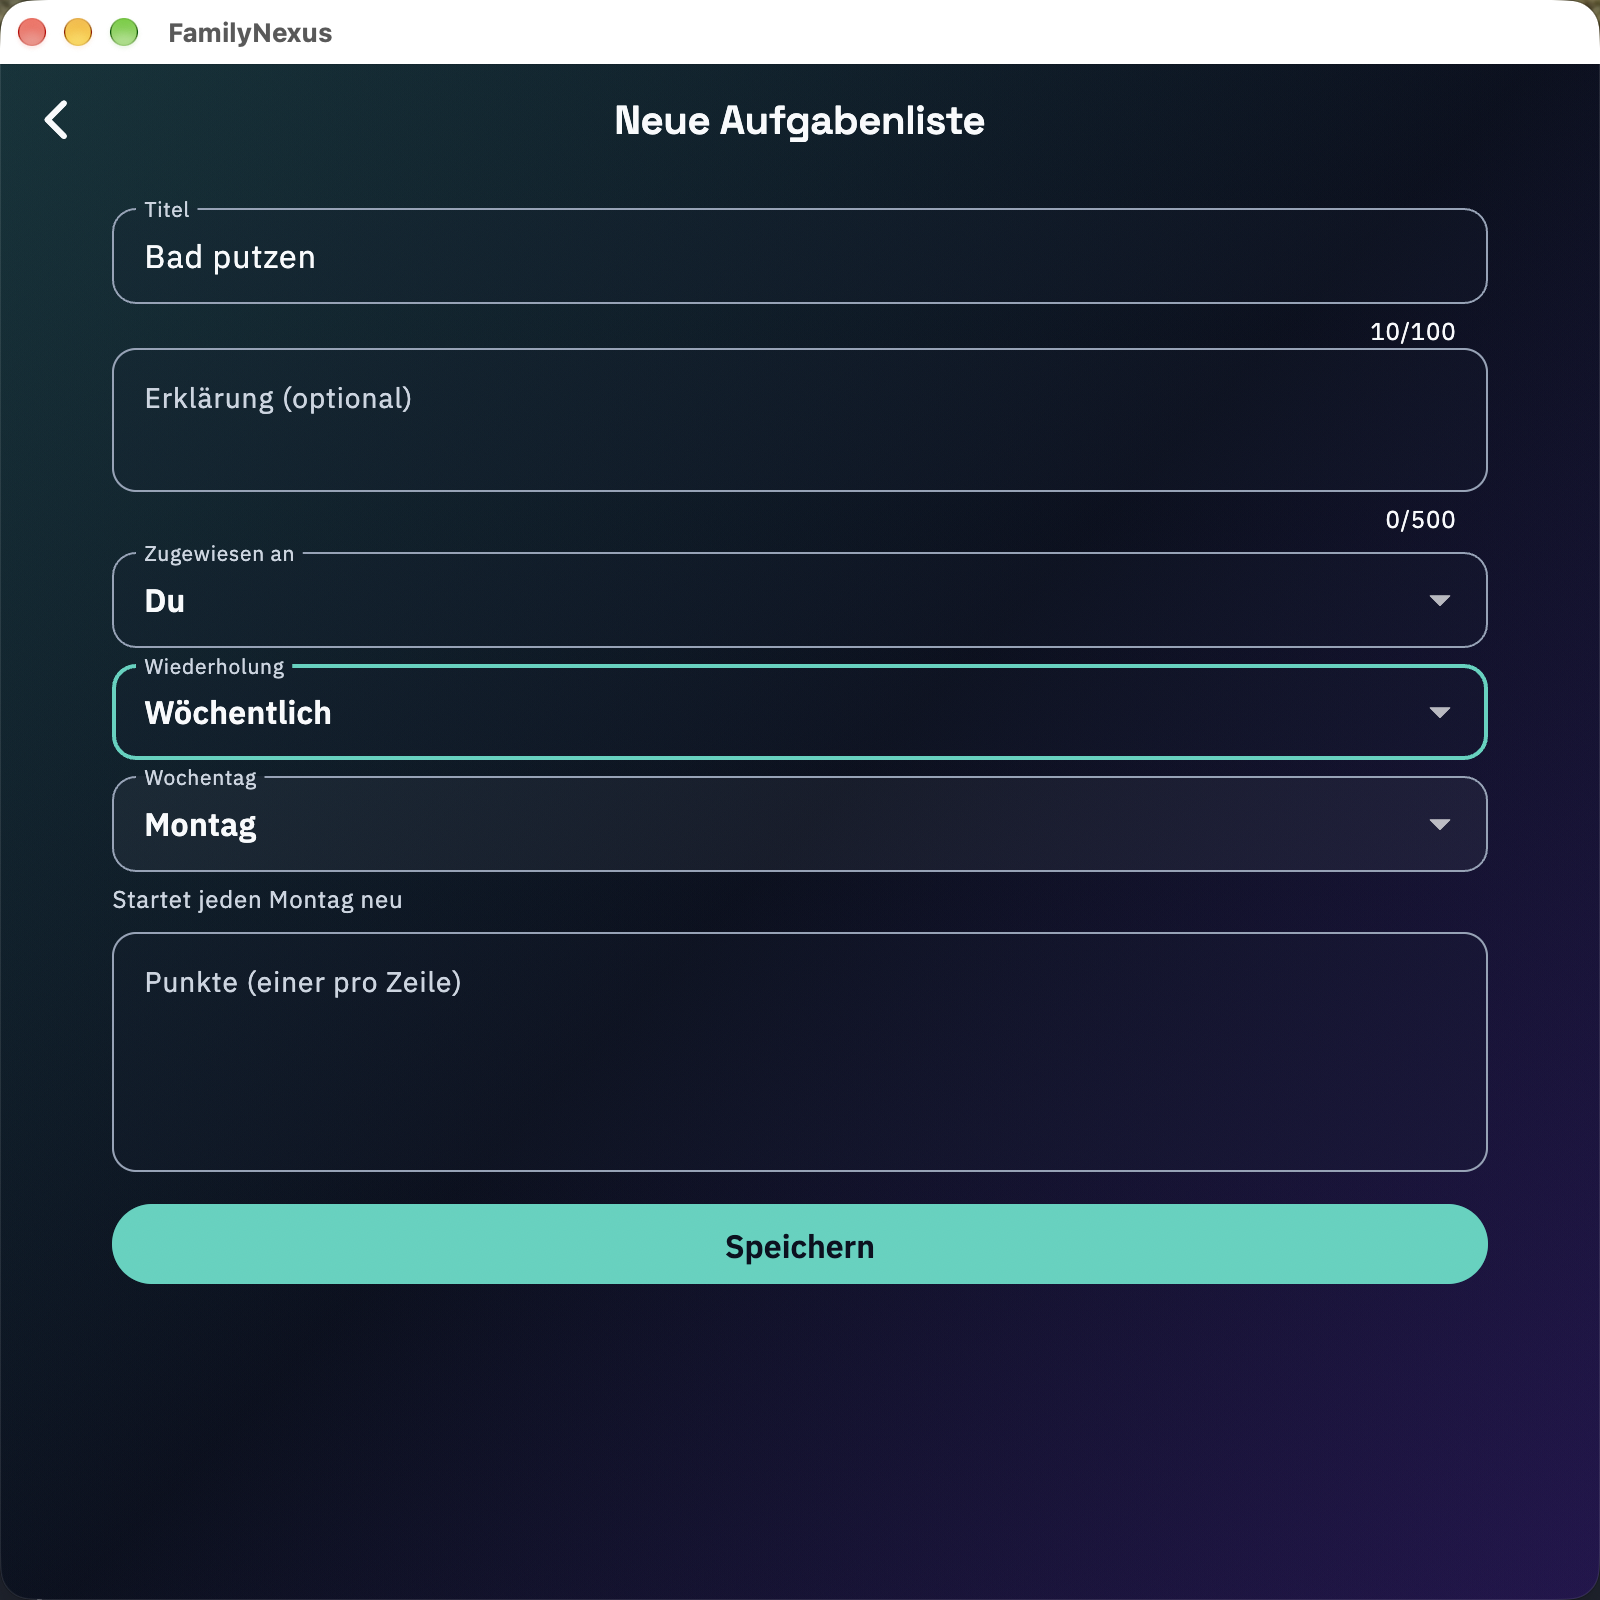 FamilyNexus
Neue Aufgabenliste
Titel
Bad putzen
10/100
Erklärung (optional)
0/500
Zugewiesen an
Du
Wiederholung
Wöchentlich
Wochentag
Montag
Startet jeden Montag neu
Punkte (einer pro Zeile)
Speichern